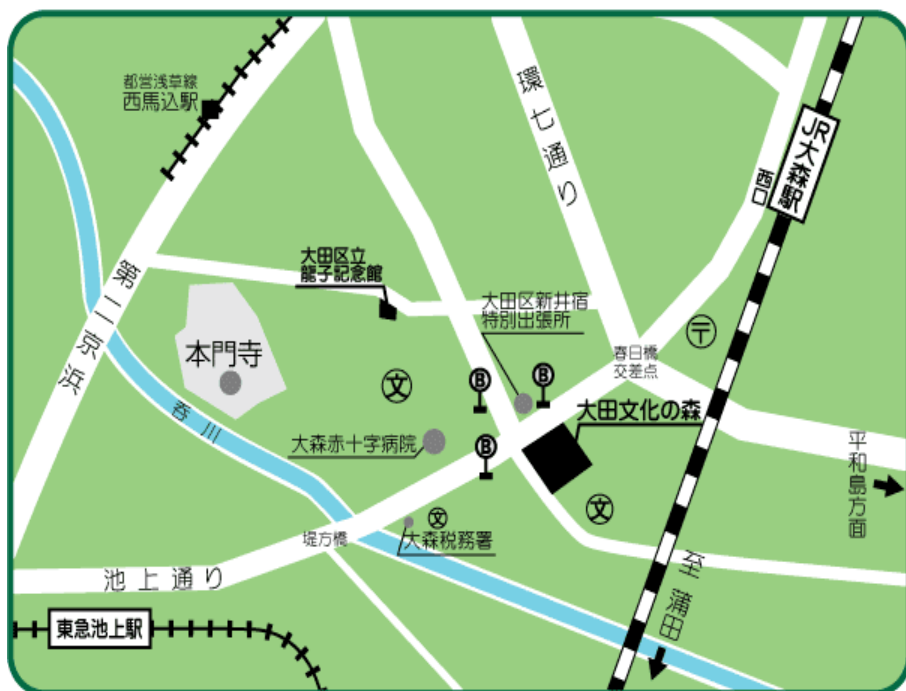 都営浅草線
西馬込駅
環七通り
JR大森駅
西口
第二京浜
大田区立
龍子記念館
大田区新井宿
特別出張所
〒
春日橋
交差点
本門寺
文
B
B
大田文化の森
呑川
大森赤十字病院
B
平和島方面
文
文
大森税務署
堤方橋
池上通り
至蒲田
東急池上駅